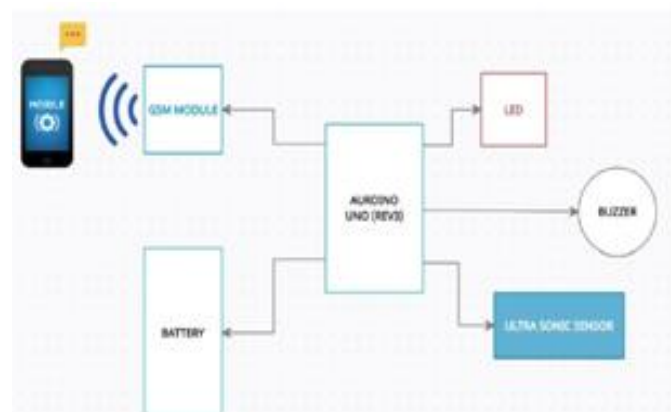 MOBILE
GSM MODULE
LED
AURDINO
UNO (REV3)
BUZZER
BATTERY
ULTRA SONIC SENSOR